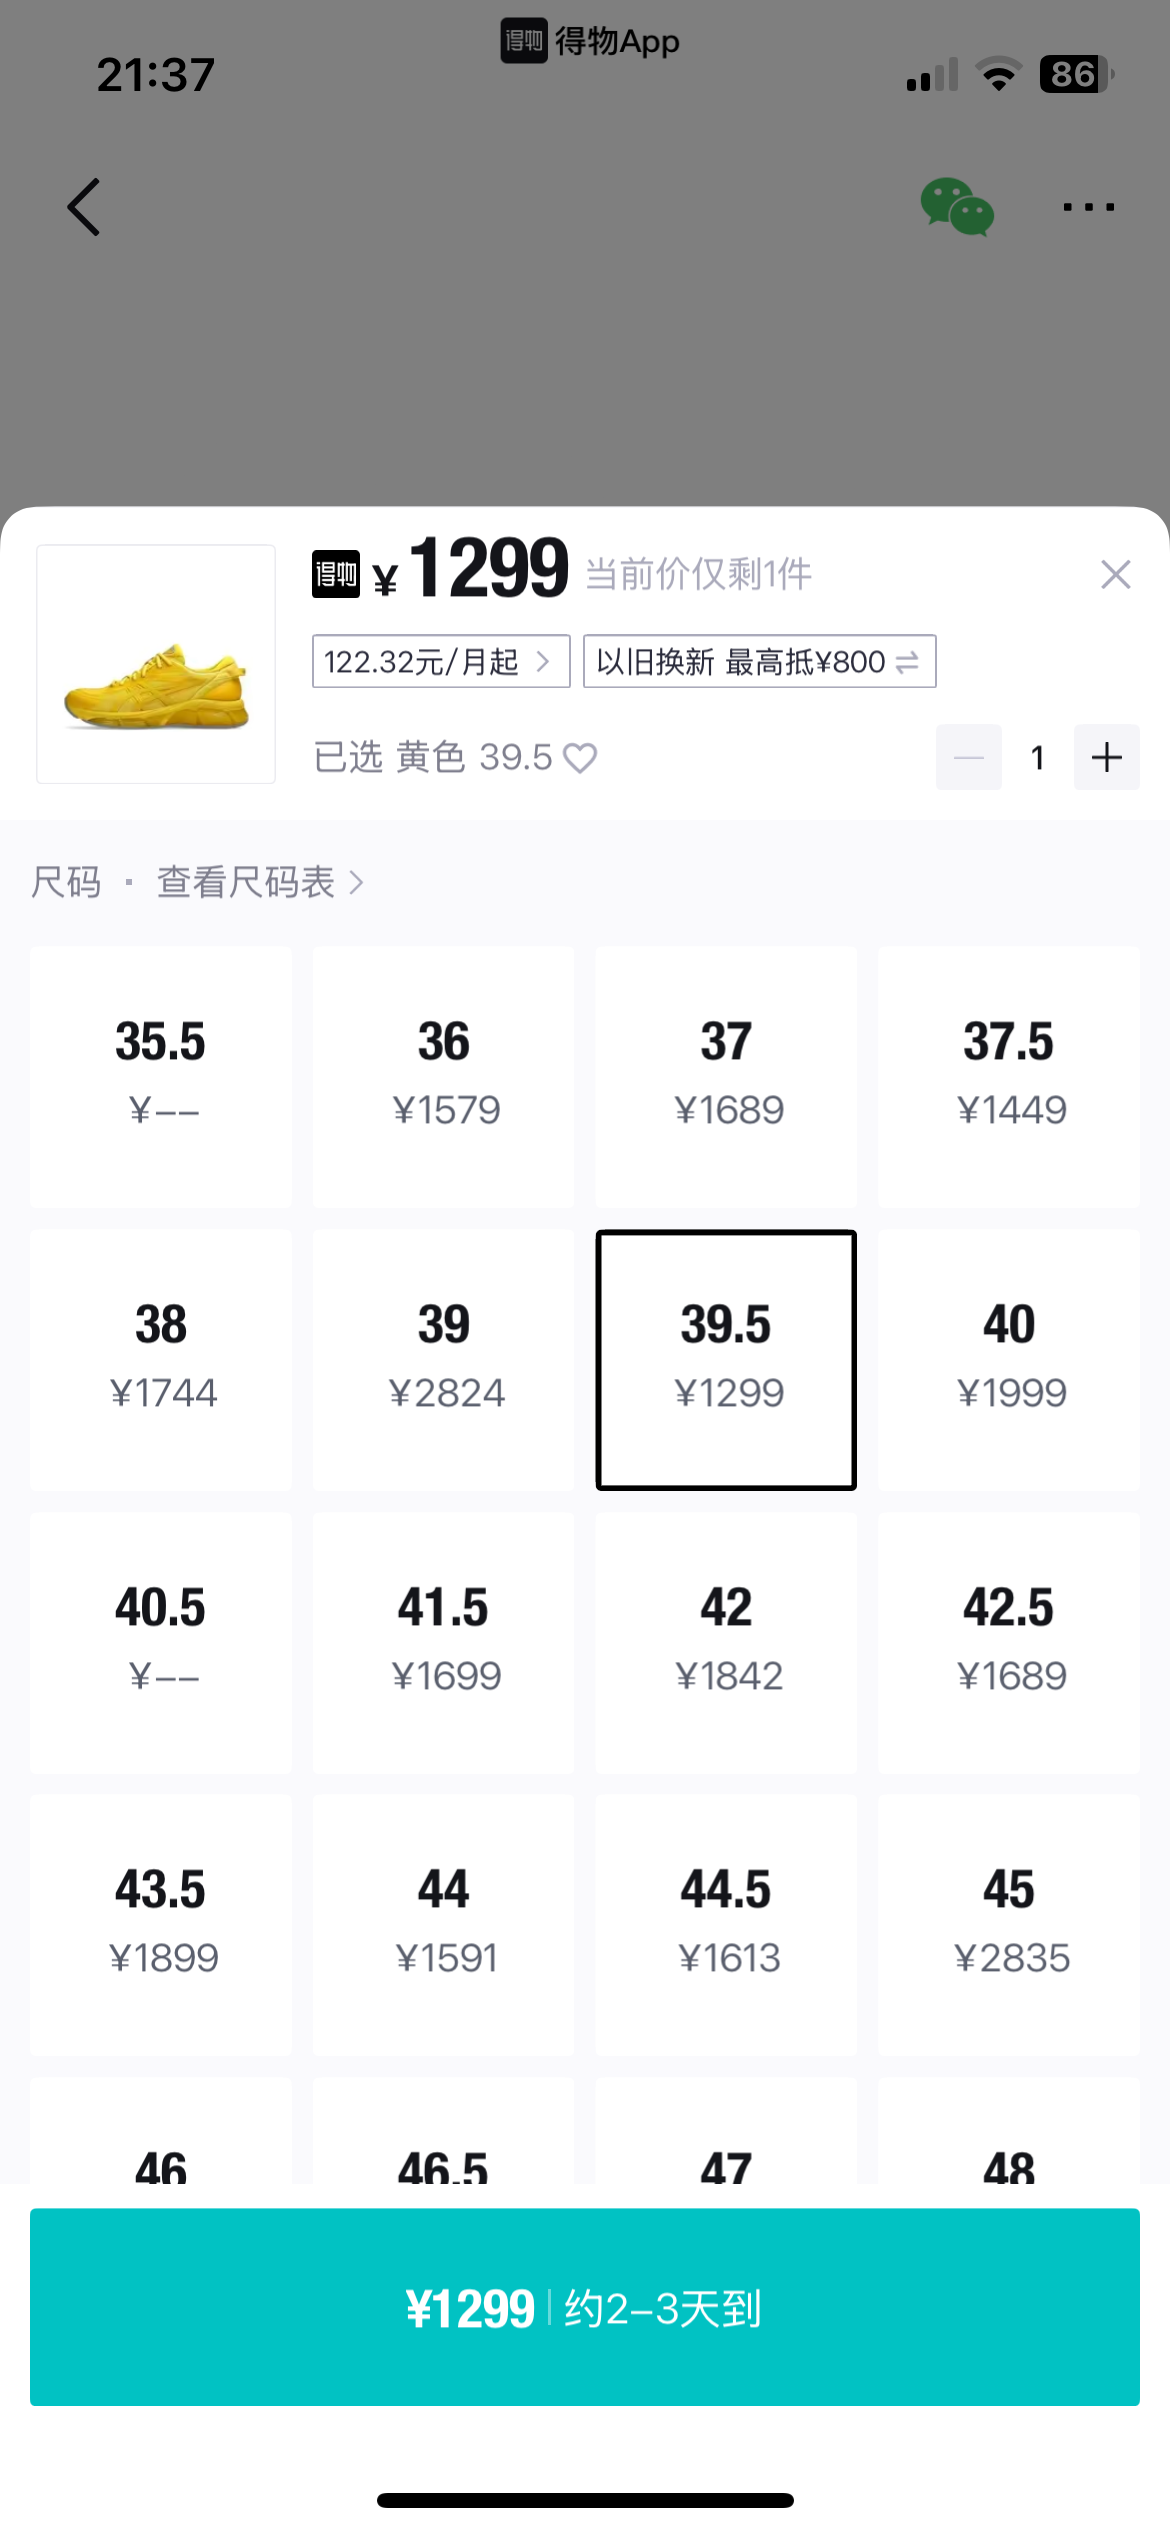 得物 得物App
21:37
86
得物 ¥1299 当前价仅剩1件
122.32元/月起
以旧换新 最高抵¥800
已选 黄色 39.5
1
尺码 · 查看尺码表
35.5 36 37 37.5
¥-- ¥1579 ¥1689 ¥1449
38 39 39.5 40
¥1744 ¥2824 ¥1299 ¥1999
40.5 41.5 42 42.5
¥-- ¥1699 ¥1842 ¥1689
43.5 44 44.5 45
¥1899 ¥1591 ¥1613 ¥2835
46 46.5 47 48
¥1299 约2-3天到